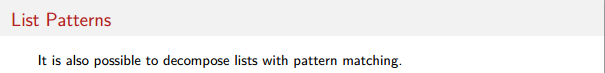 List Patterns
It is also possible to decompose lists with pattern matching.